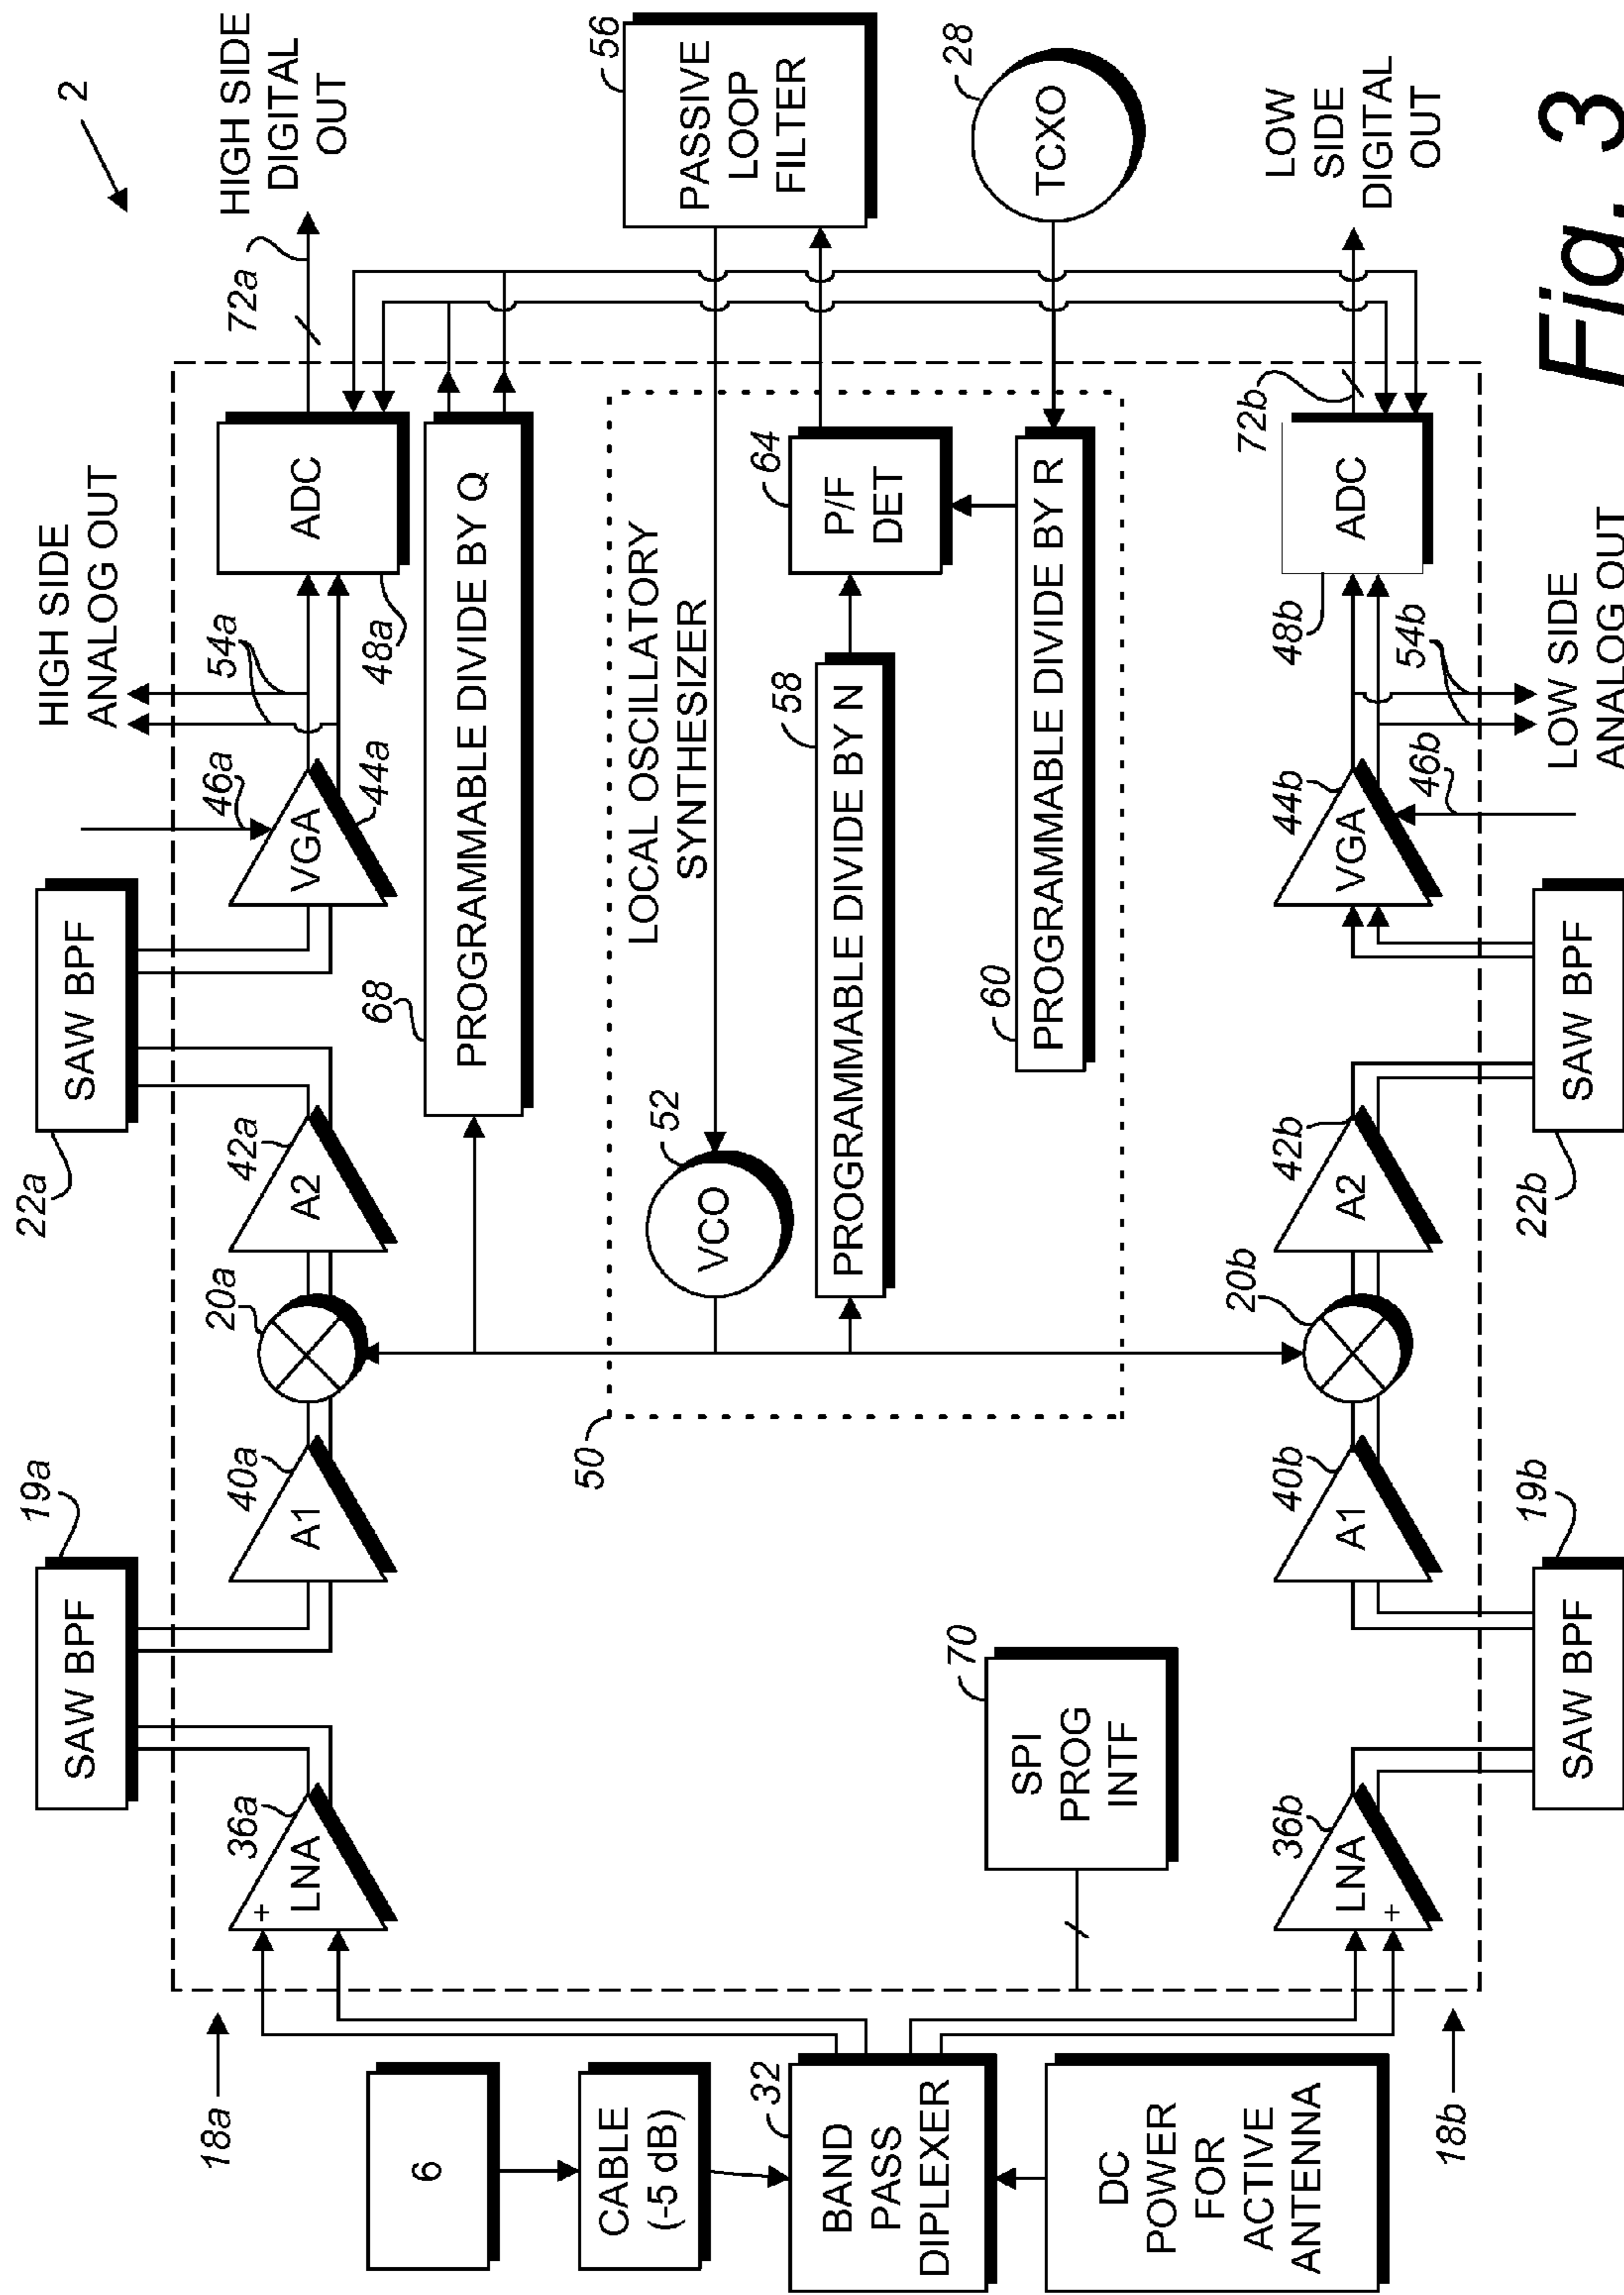 2
HIGH SIDE
ANALOG OUT
HIGH SIDE
DIGITAL
OUT
19a
SAW BPF
22a
SAW BPF
18a
36a
+
LNA
40a
A1
20a
42a
A2
46a
VGA
44a
54a
48a
ADC
72a
68
PROGRAMMABLE DIVIDE BY Q
6
CABLE
(-5 dB)
32
BAND
PASS
DIPLEXER
DC
POWER
FOR
ACTIVE
ANTENNA
50
LOCAL OSCILLATORY
SYNTHESIZER
52
VCO
58
PROGRAMMABLE DIVIDE BY N
64
P/F
DET
60
PROGRAMMABLE DIVIDE BY R
56
PASSIVE
LOOP
FILTER
28
TCXO
70
SPI
PROG
INTF
18b
36b
LNA
+
40b
A1
20b
42b
A2
44b
VGA
46b
54b
48b
ADC
72b
LOW
SIDE
DIGITAL
OUT
19b
SAW BPF
22b
SAW BPF
LOW SIDE
ANALOG OUT
Fig. 3